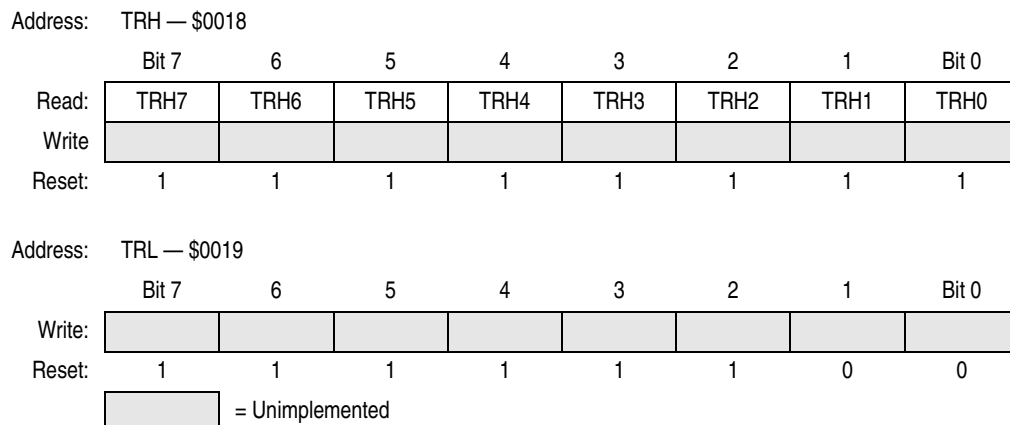 Address: TRH — $0018
Bit 7 6 5 4 3 2 1 Bit 0
Read: TRH7 TRH6 TRH5 TRH4 TRH3 TRH2 TRH1 TRH0
Write
Reset: 1 1 1 1 1 1 1 1
Address: TRL — $0019
Bit 7 6 5 4 3 2 1 Bit 0
Write:
Reset: 1 1 1 1 1 1 0 0
= Unimplemented